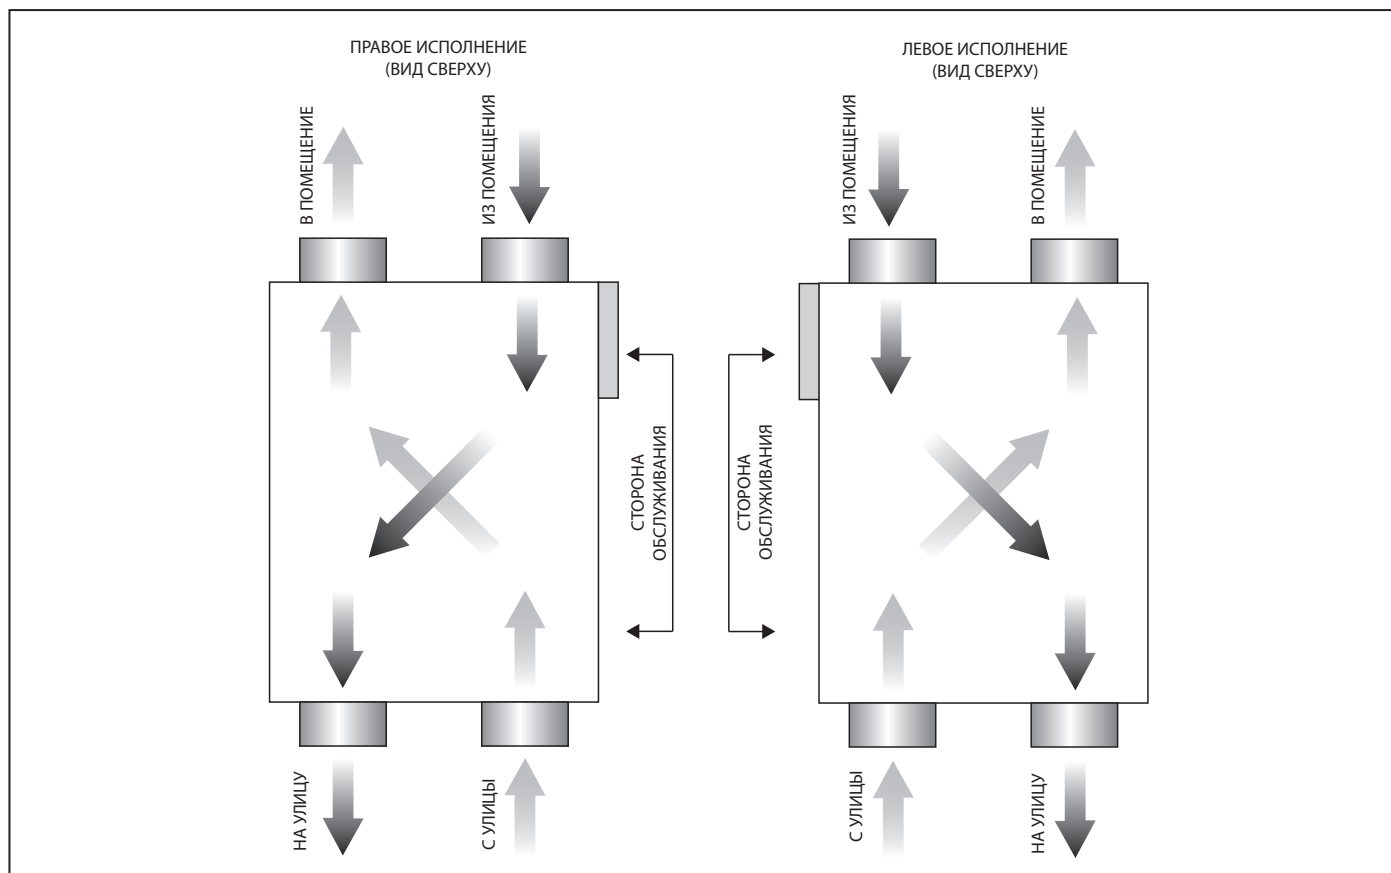 ПРАВОЕ ИСПОЛНЕНИЕ
(ВИД СВЕРХУ)
В ПОМЕЩЕНИЕ
ИЗ ПОМЕЩЕНИЯ
СТОРОНА
ОБСЛУЖИВАНИЯ
НА УЛИЦУ
С УЛИЦЫ
ЛЕВОЕ ИСПОЛНЕНИЕ
(ВИД СВЕРХУ)
ИЗ ПОМЕЩЕНИЯ
В ПОМЕЩЕНИЕ
СТОРОНА
ОБСЛУЖИВАНИЯ
С УЛИЦЫ
НА УЛИЦУ